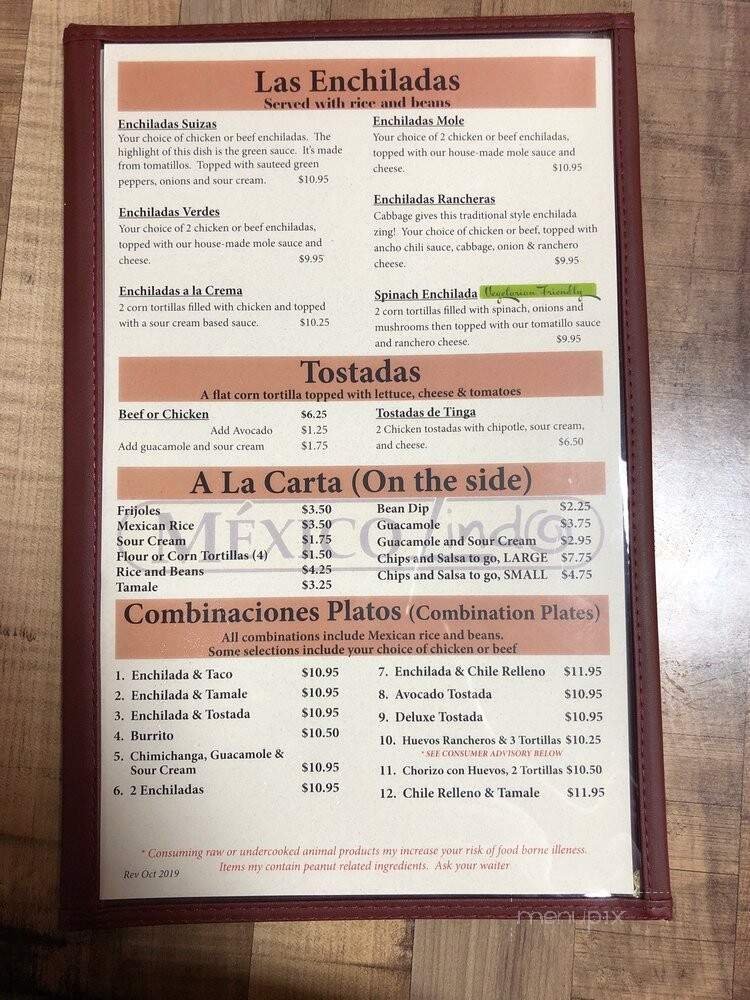 Las Enchiladas
Served with rice and beans
Enchiladas Suizas
Your choice of chicken or beef enchiladas. The
highlight of this dish is the green sauce. It's made
from tomatillos. Topped with sauteed green
peppers, onions and sour cream. $10.95
Enchiladas Verdes
Your choice of 2 chicken or beef enchiladas,
topped with our house-made mole sauce and
cheese. $9.95
Enchiladas a la Crema
2 corn tortillas filled with chicken and topped
with a sour cream based sauce. $10.25
Enchiladas Mole
Your choice of 2 chicken or beef enchiladas,
topped with our house-made mole sauce and
cheese. $10.95
Enchiladas Rancheras
Cabbage gives this traditional style enchilada
zing! Your choice of chicken or beef, topped with
ancho chili sauce, cabbage, onion & ranchero
cheese. $9.95
Spinach Enchilada Vegetarian Friendly
2 corn tortillas filled with spinach, onions and
mushrooms then topped with our tomatillo sauce
and ranchero cheese. $9.95
Tostadas
A flat corn tortilla topped with lettuce, cheese & tomatoes
Beef or Chicken $6.25
Add Avocado $1.25
Add guacamole and sour cream $1.75
Tostadas de Tinga
2 Chicken tostadas with chipotle, sour cream,
and cheese. $6.50
A La Carta (On the side)
MÉXICO Lindo
Frijoles $3.50
Mexican Rice $3.50
Sour Cream $1.75
Flour or Corn Tortillas (4) $1.50
Rice and Beans $4.25
Tamale $3.25
Bean Dip $2.25
Guacamole $3.75
Guacamole and Sour Cream $2.95
Chips and Salsa to go, LARGE $7.75
Chips and Salsa to go, SMALL $4.75
Combinaciones Platos (Combination Plates)
All combinations include Mexican rice and beans.
Some selections include your choice of chicken or beef
1. Enchilada & Taco $10.95
2. Enchilada & Tamale $10.95
3. Enchilada & Tostada $10.95
4. Burrito $10.50
5. Chimichanga, Guacamole &
Sour Cream $10.95
6. 2 Enchiladas $10.95
7. Enchilada & Chile Relleno $11.95
8. Avocado Tostada $10.95
9. Deluxe Tostada $10.95
10. Huevos Rancheros & 3 Tortillas $10.25
* SEE CONSUMER ADVISORY BELOW
11. Chorizo con Huevos, 2 Tortillas $10.50
12. Chile Relleno & Tamale $11.95
* Consuming raw or undercooked animal products my increase your risk of food borne illeness.
Items my contain peanut related ingredients. Ask your waiter
Rev Oct 2019
menupix